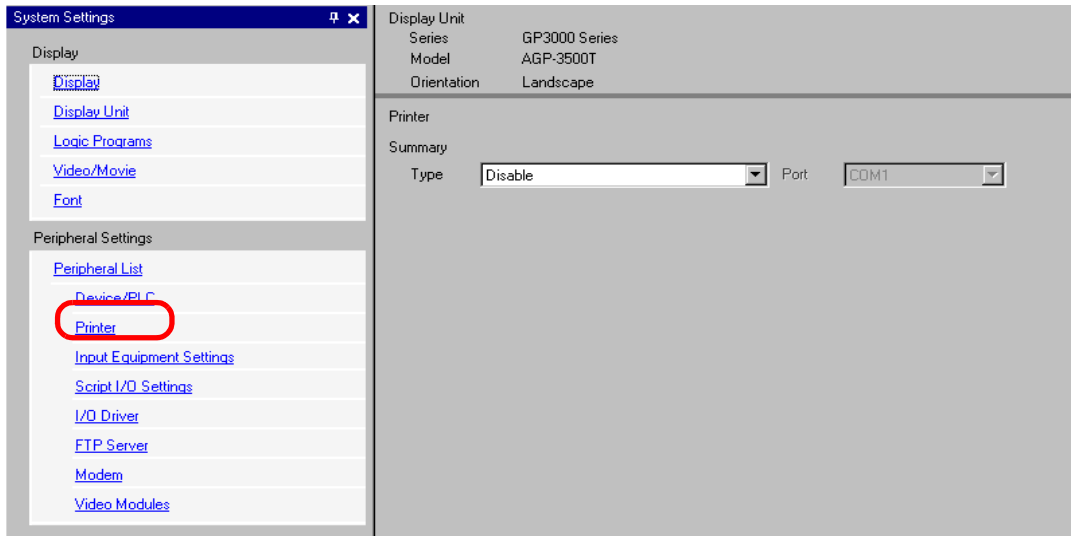 System Settings
Display
Display
Display Unit
Logic Programs
Video/Movie
Font
Peripheral Settings
Peripheral List
Device/PLC
Printer
Input Equipment Settings
Script I/O Settings
I/O Driver
FTP Server
Modem
Video Modules
Display Unit
Series GP3000 Series
Model AGP-3500T
Orientation Landscape
Printer
Summary
Type Disable Port COM1